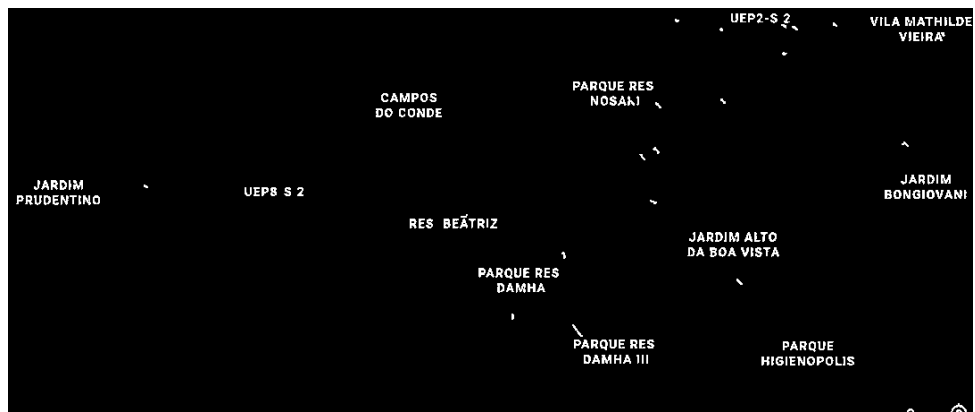 UEP2-S 2
VILA MATHILDE
VIEIRA
PARQUE RES
CAMPOS
DO CONDE
JARDIM
PRUDENTINO
UEP8 S 2
JARDIM
BONGIOVANI
RES BEATRIZ
JARDIM ALTO
DA BOA VISTA
PARQUE RES
DAMHA
PARQUE RES
DAMHA III
PARQUE
HIGIENOPOLIS